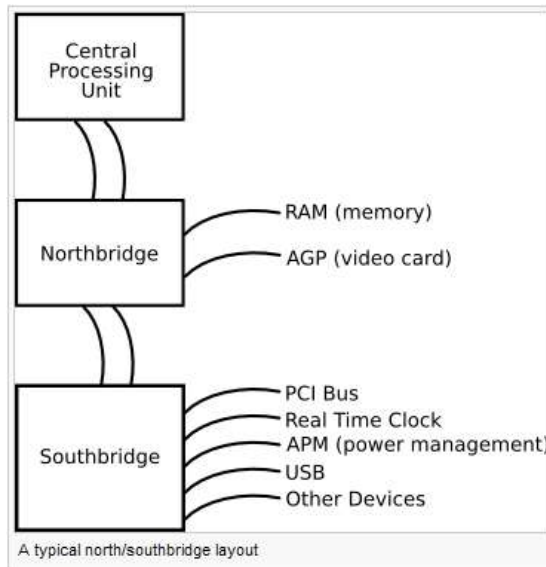 Central
Processing
Unit
Northbridge
RAM (memory)
AGP (video card)
Southbridge
PCI Bus
Real Time Clock
APM (power management)
USB
Other Devices
A typical north/southbridge layout